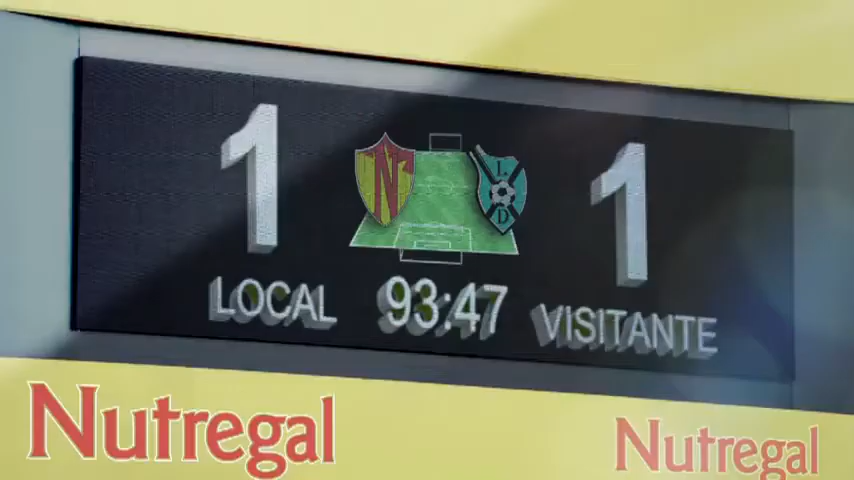 1 1
N L D
LOCAL 93:47 VISITANTE
Nutregal Nutregal